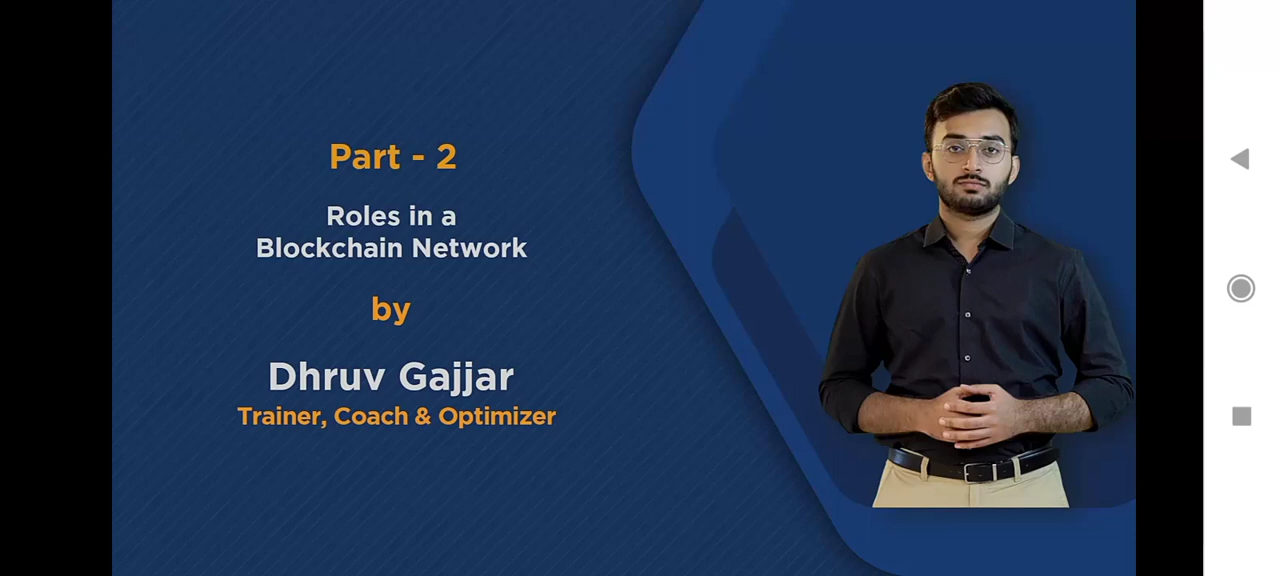 Part - 2
Roles in a
Blockchain Network
by
Dhruv Gajjar
Trainer, Coach & Optimizer